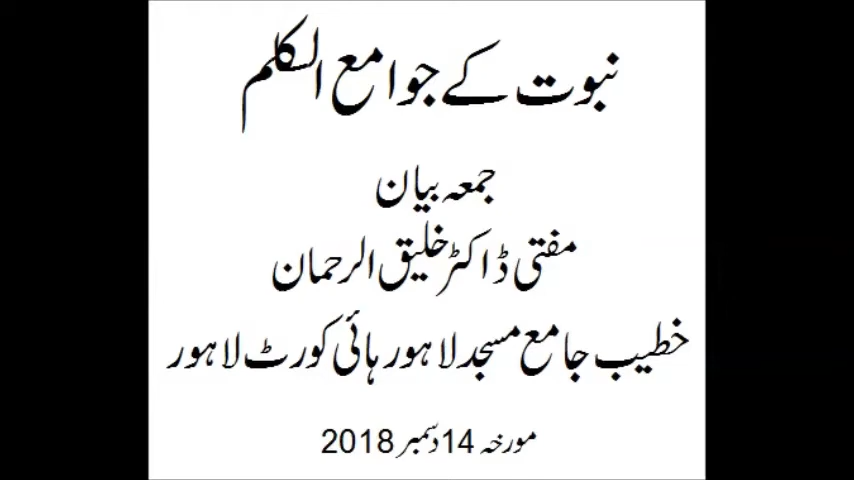 نبوت کے جوامع الکلم
جمعہ بیان
مفتی ڈاکٹر خلیق الرحمان
خطیب جامع مسجد لاہور ہائی کورٹ لاہور
مورخہ 14 دسمبر 2018